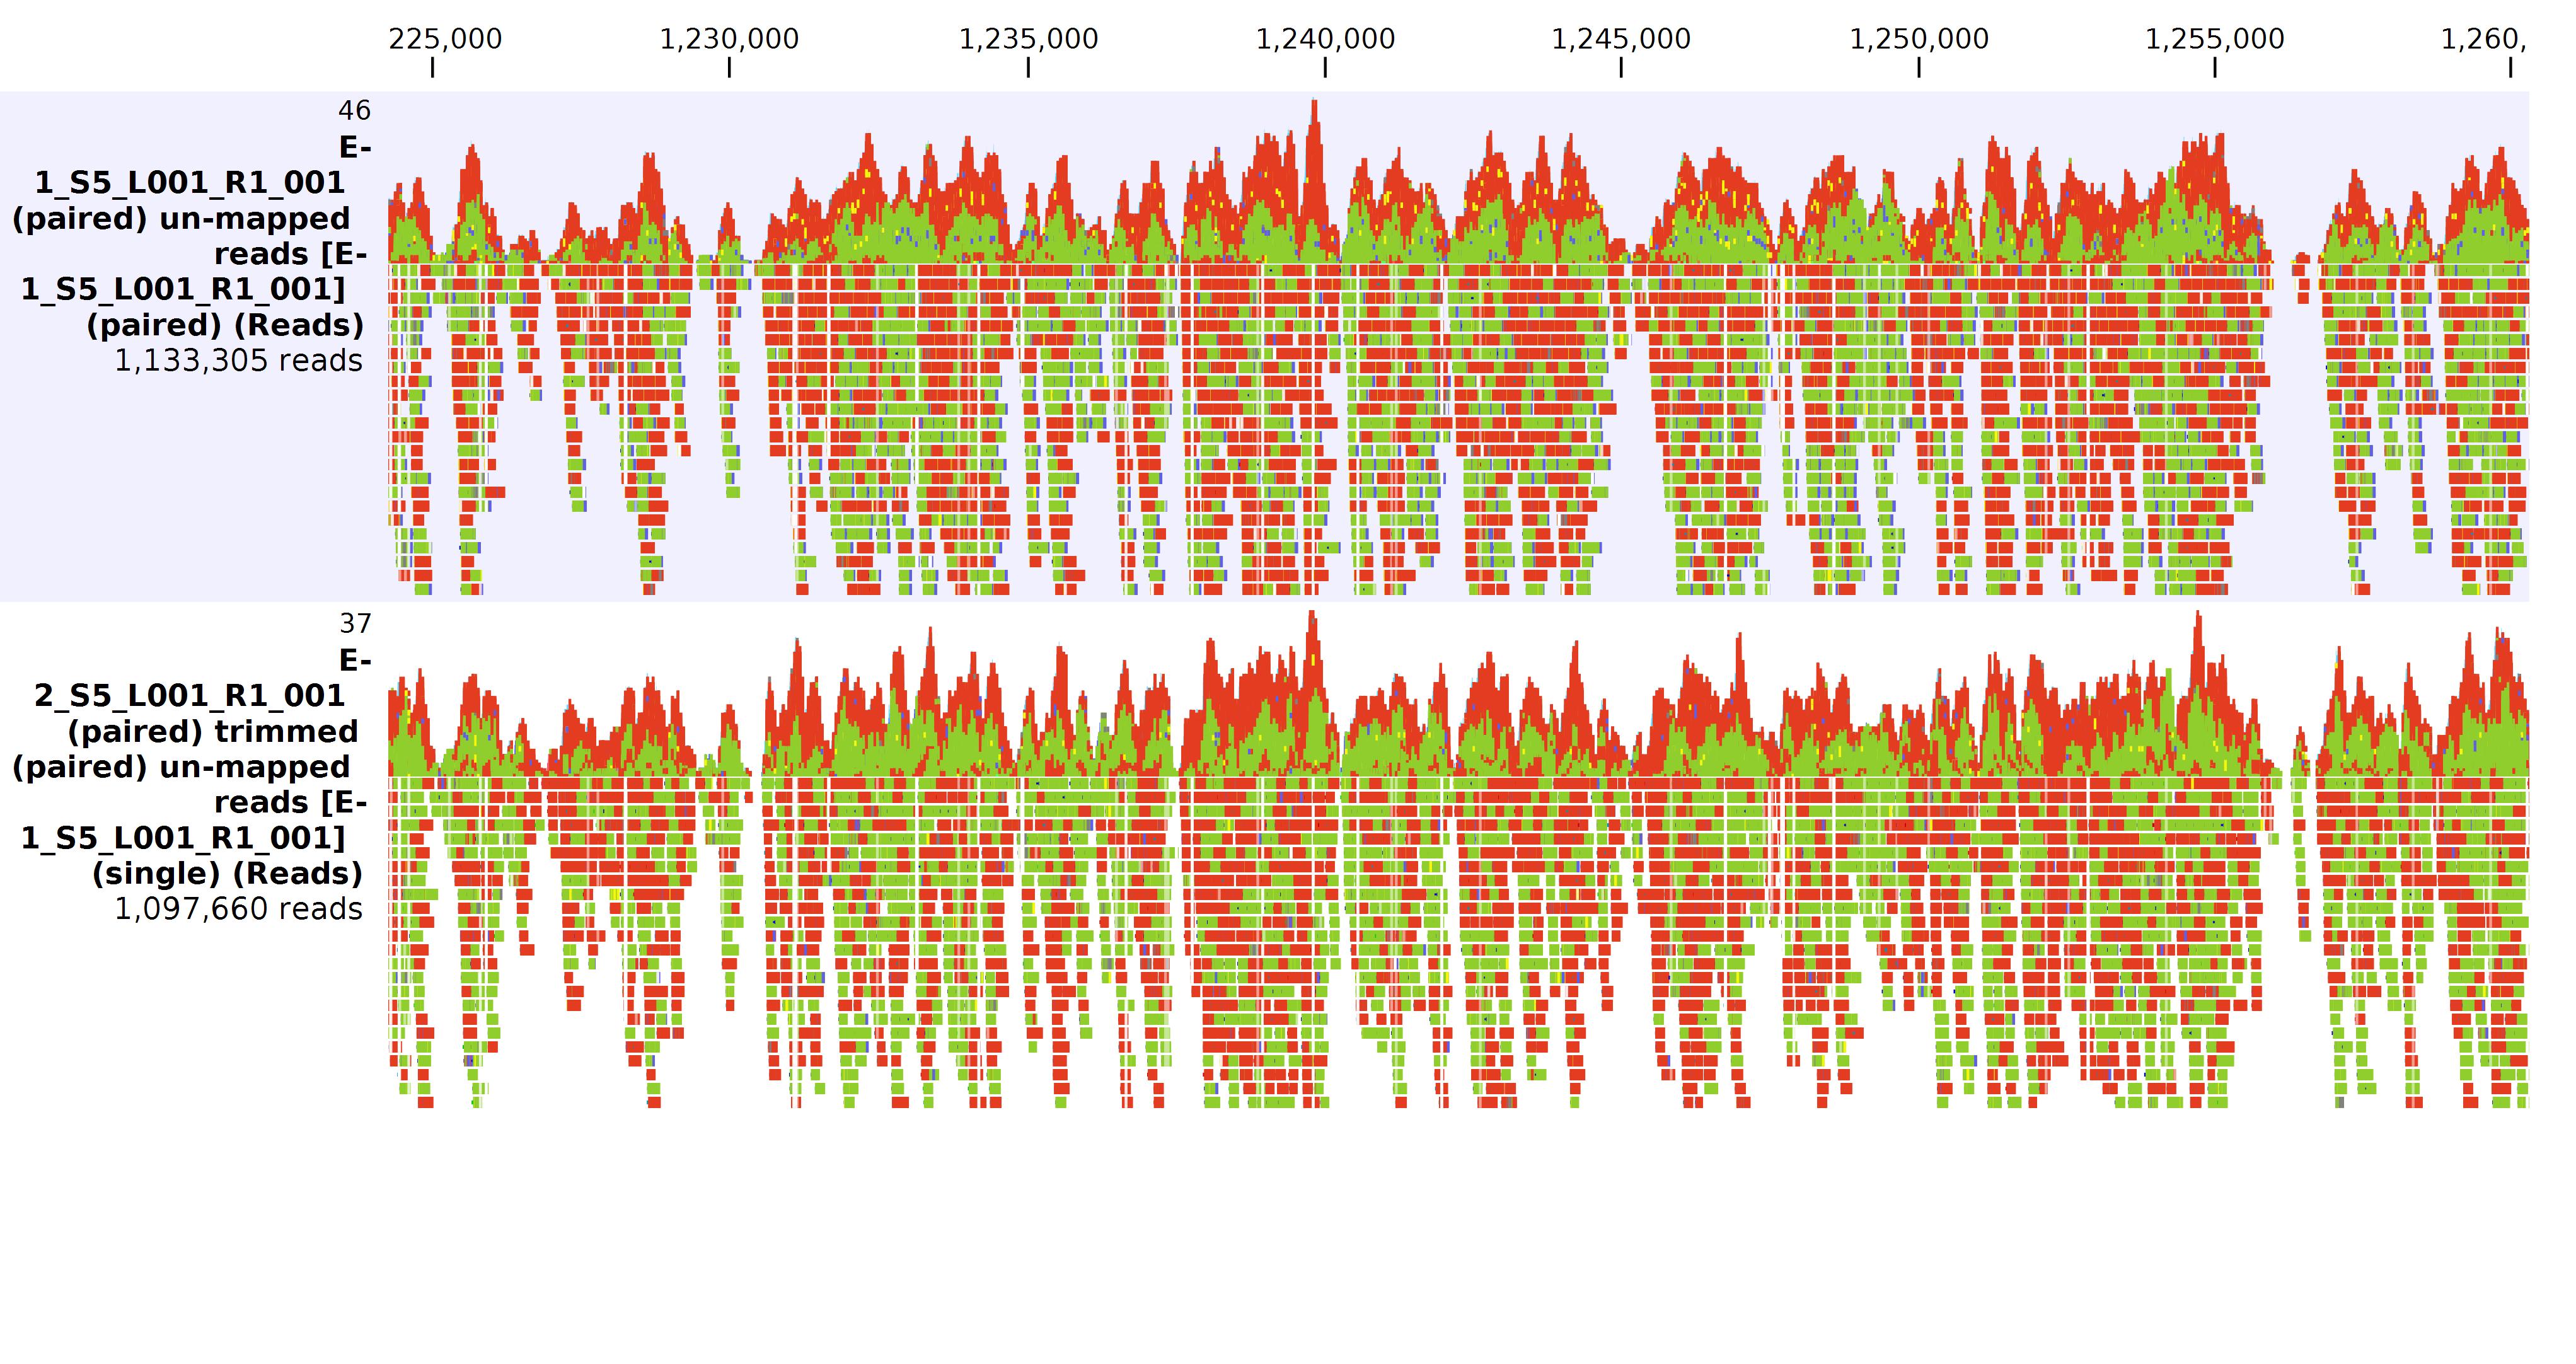 225,000 1,230,000 1,235,000 1,240,000 1,245,000 1,250,000 1,255,000 1,260,
46
E-
1_S5_L001_R1_001
(paired) un-mapped
reads [E-
1_S5_L001_R1_001]
(paired) (Reads)
1,133,305 reads
37
E-
2_S5_L001_R1_001
(paired) trimmed
(paired) un-mapped
reads [E-
1_S5_L001_R1_001]
(single) (Reads)
1,097,660 reads